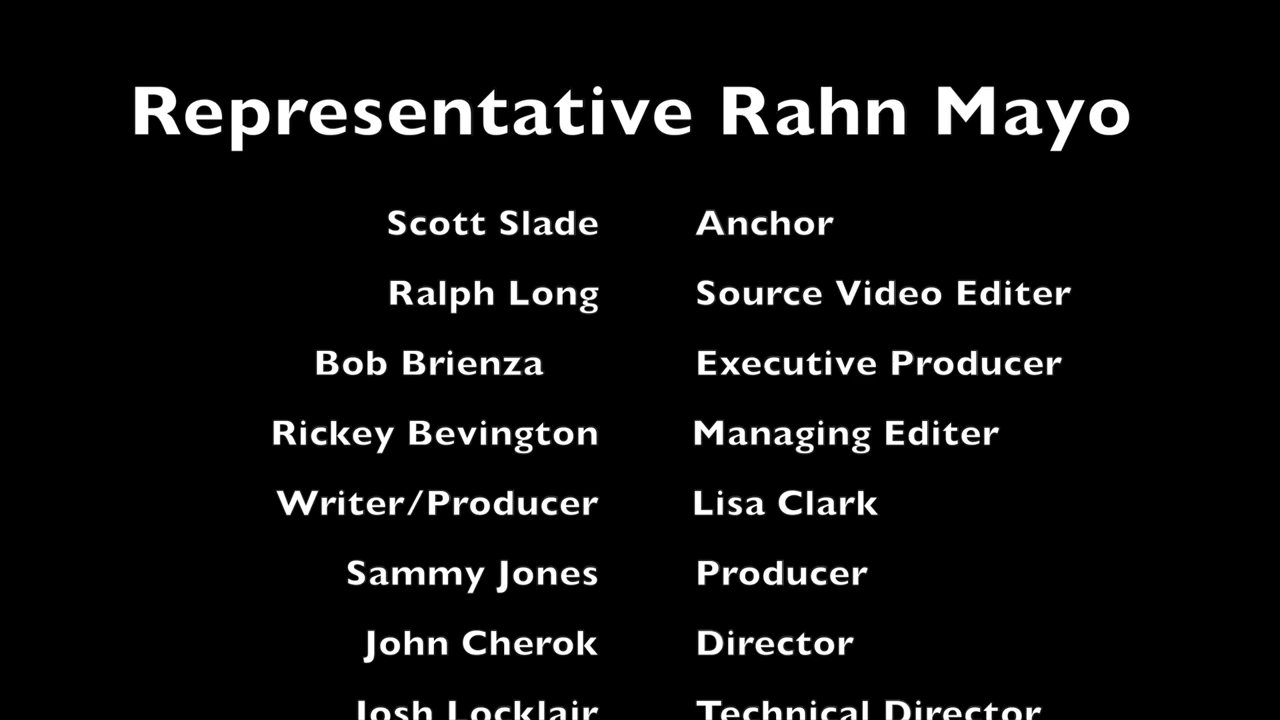 Representative Rahn Mayo
Scott Slade Anchor
Ralph Long Source Video Editer
Bob Brienza Executive Producer
Rickey Bevington Managing Editer
Writer/Producer Lisa Clark
Sammy Jones Producer
John Cherok Director
Josh Locklair Technical Director